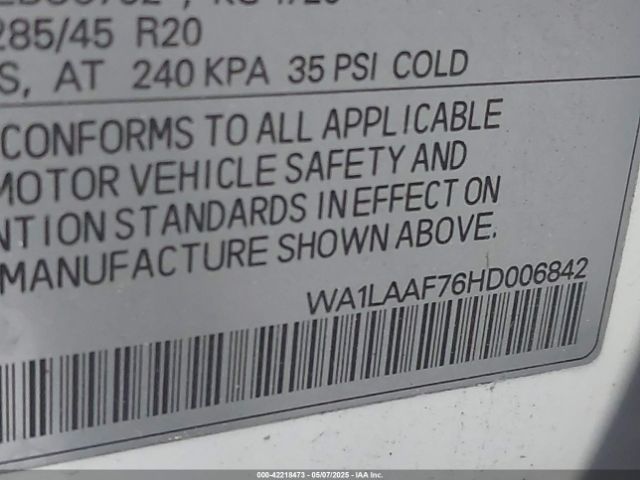 285/45 R20
S, AT 240 KPA 35 PSI COLD
CONFORMS TO ALL APPLICABLE
MOTOR VEHICLE SAFETY AND
NTION STANDARDS IN EFFECT ON
MANUFACTURE SHOWN ABOVE.
WA1LAAF76HD006842
000-42218473 - 05/07/2025 - IAA Inc.